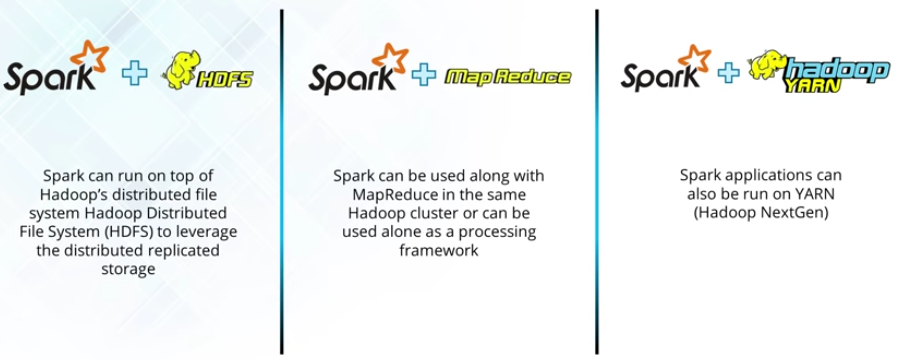 Spark + HDFS
Spark can run on top of
Hadoop’s distributed file
system Hadoop Distributed
File System (HDFS) to leverage
the distributed replicated
storage
Spark + Map Reduce
Spark can be used along with
MapReduce in the same
Hadoop cluster or can be
used alone as a processing
framework
Spark + hadoop
YARN
Spark applications can
also be run on YARN
(Hadoop NextGen)